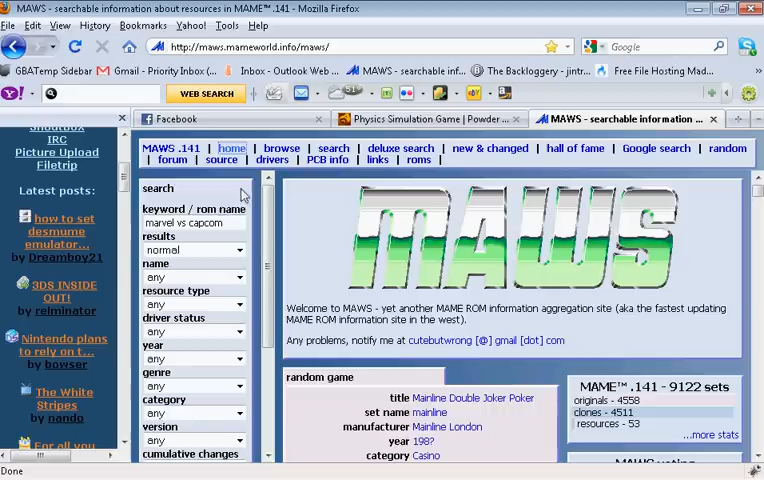 MAWS - searchable information about resources in MAME™ .141 - Mozilla Firefox
File Edit View History Bookmarks Yahoo! Tools Help
http://maws.mameworld.info/maws/
Google
GBATemp Sidebar Gmail - Priority Inbox (... Inbox - Outlook Web ... MAWS - searchable inf... The Backloggery - jintr... Free File Hosting Mad...
Y! WEB SEARCH 51°
Facebook Physics Simulation Game | Powder ... MAWS - searchable information ...
ShoutBox
IRC
Picture Upload
Filetrip
Latest posts:
how to set
desmume
emulator...
by Dreamboy21
3DS INSIDE
OUT!
by relminator
Nintendo plans
to rely on t...
by bowser
The White
Stripes
by nando
For all you
MAWS .141 | home | browse | search | deluxe search | new & changed | hall of fame | Google search | random
| forum | source | drivers | PCB info | links | roms |
search
keyword / rom name
marvel vs capcom
results
normal
name
any
resource type
any
driver status
any
year
any
genre
any
category
any
version
any
cumulative changes
MAWS
Welcome to MAWS - yet another MAME ROM information aggregation site (aka the fastest updating
MAME ROM information site in the west).
Any problems, notify me at cutebutwrong [@] gmail [dot] com
random game
title Mainline Double Joker Poker
set name mainline
manufacturer Mainline London
year 198?
category Casino
MAME™ .141 - 9122 sets
originals - 4558
clones - 4511
resources - 53
...more stats
MAWS voting
Done